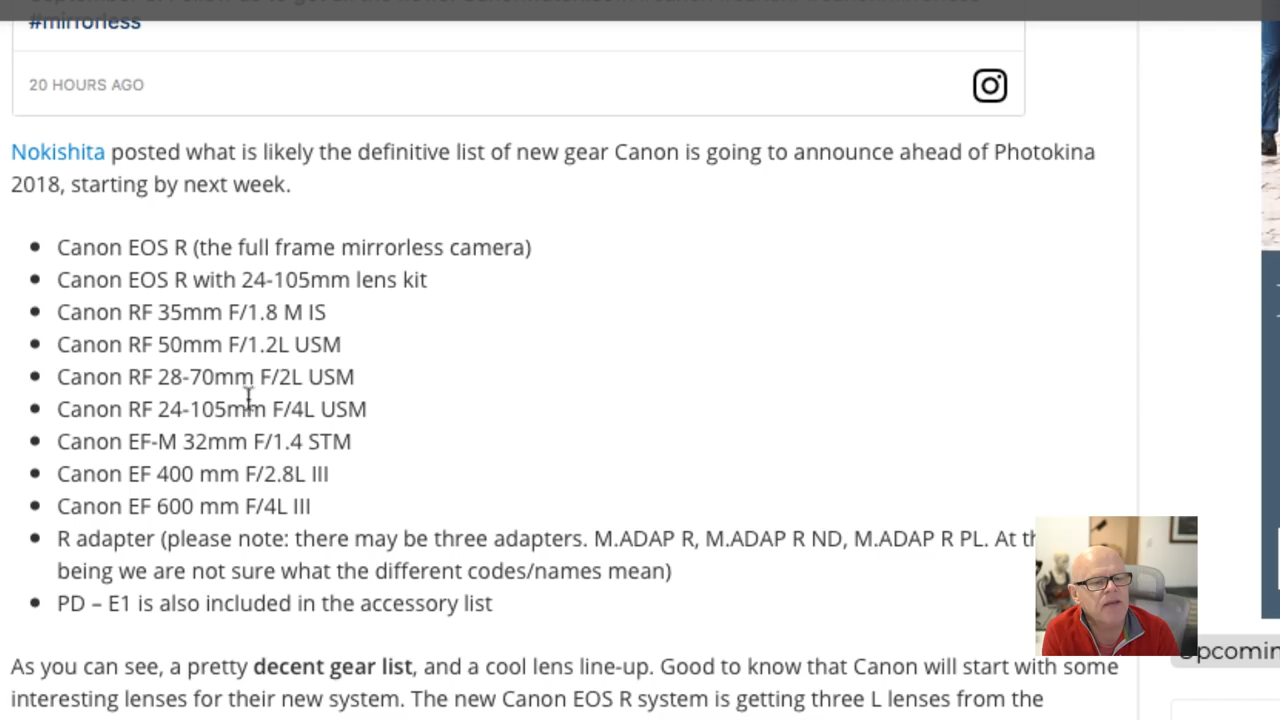 #mirrorless
20 HOURS AGO
Nokishita posted what is likely the definitive list of new gear Canon is going to announce ahead of Photokina
2018, starting by next week.
Canon EOS R (the full frame mirrorless camera)
Canon EOS R with 24-105mm lens kit
Canon RF 35mm F/1.8 M IS
Canon RF 50mm F/1.2L USM
Canon RF 28-70mm F/2L USM
Canon RF 24-105mm F/4L USM
Canon EF-M 32mm F/1.4 STM
Canon EF 400 mm F/2.8L III
Canon EF 600 mm F/4L III
R adapter (please note: there may be three adapters. M.ADAP R, M.ADAP R ND, M.ADAP R PL. At
being we are not sure what the different codes/names mean)
PD – E1 is also included in the accessory list
As you can see, a pretty decent gear list, and a cool lens line-up. Good to know that Canon will start with some
interesting lenses for their new system. The new Canon EOS R system is getting three L lenses from the
Upcomin